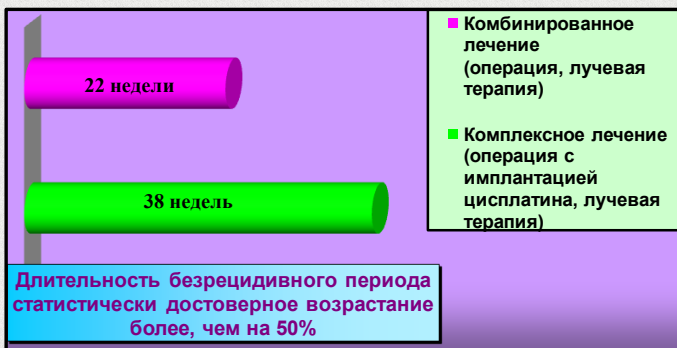 22 недели
38 недель
Комбинированное
лечение
(операция, лучевая
терапия)
Комплексное лечение
(операция с
имплантацией
цисплатина, лучевая
терапия)
Длительность безрецидивного периода
статистически достоверное возрастание
более, чем на 50%